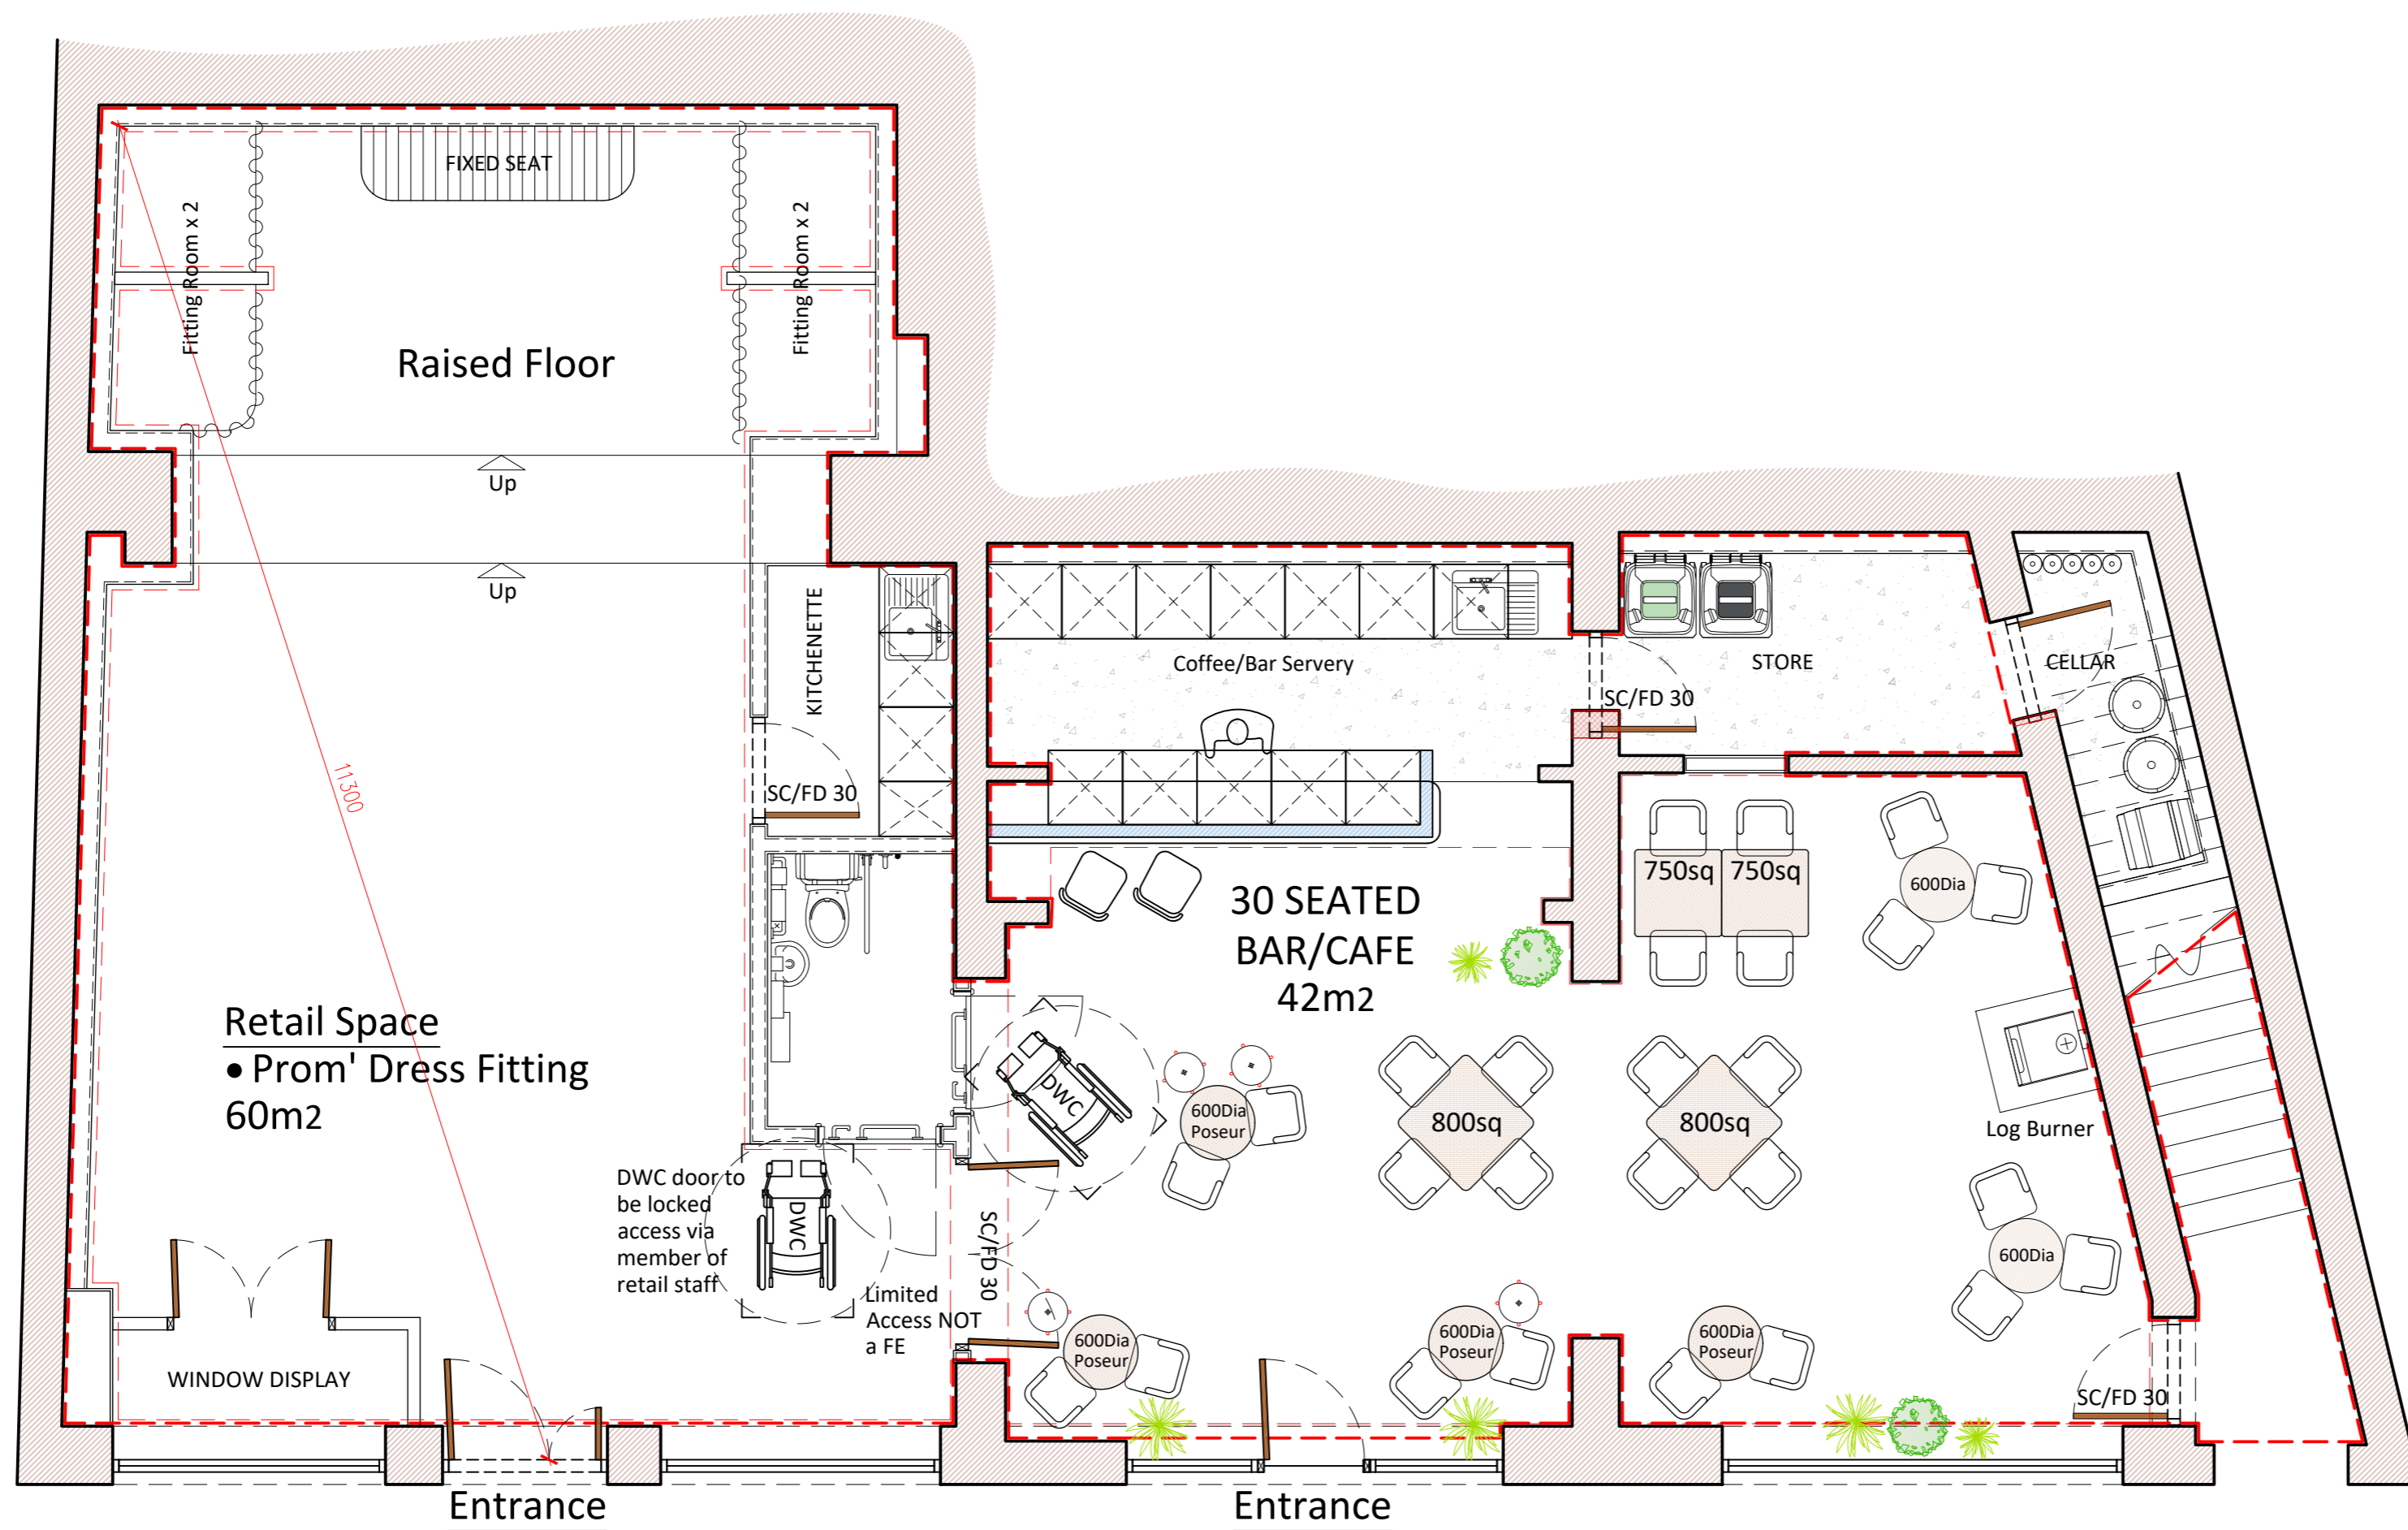 FIXED SEAT
Fitting Room x 2
Fitting Room x 2
Raised Floor
Up
Up
11300
KITCHENETTE
SC/FD 30
Coffee/Bar Servery
STORE
SC/FD 30
CELLAR
30 SEATED
BAR/CAFE
42m2
750sq
750sq
600Dia
Retail Space
• Prom' Dress Fitting
60m2
DWC
600Dia
Poseur
800sq
800sq
Log Burner
DWC door to
be locked
access via
member of
retail staff
DWC
SC/FD 30
Limited
Access NOT
a FE
600Dia
600Dia
Poseur
600Dia
Poseur
600Dia
Poseur
WINDOW DISPLAY
SC/FD 30
Entrance
Entrance